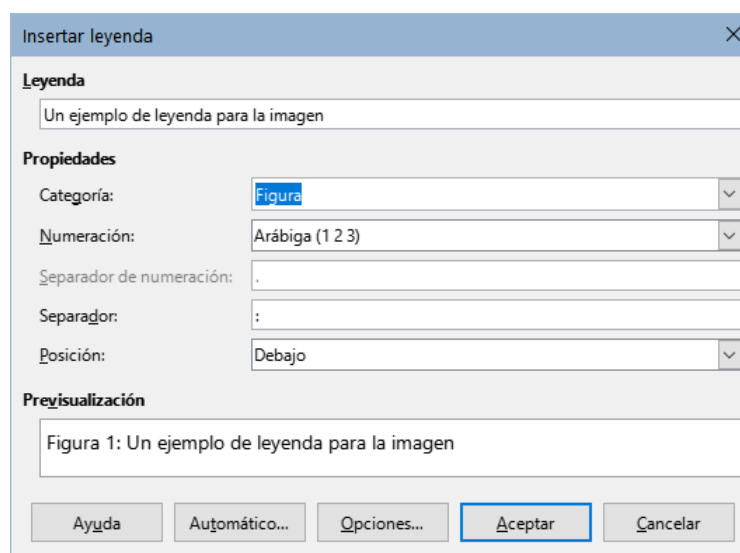 Insertar leyenda
Leyenda
Un ejemplo de leyenda para la imagen
Propiedades
Categoría: Figura
Numeración: Arábiga (1 2 3)
Separador de numeración: .
Separador: :
Posición: Debajo
Previsualización
Figura 1: Un ejemplo de leyenda para la imagen
Ayuda Automático... Opciones... Aceptar Cancelar